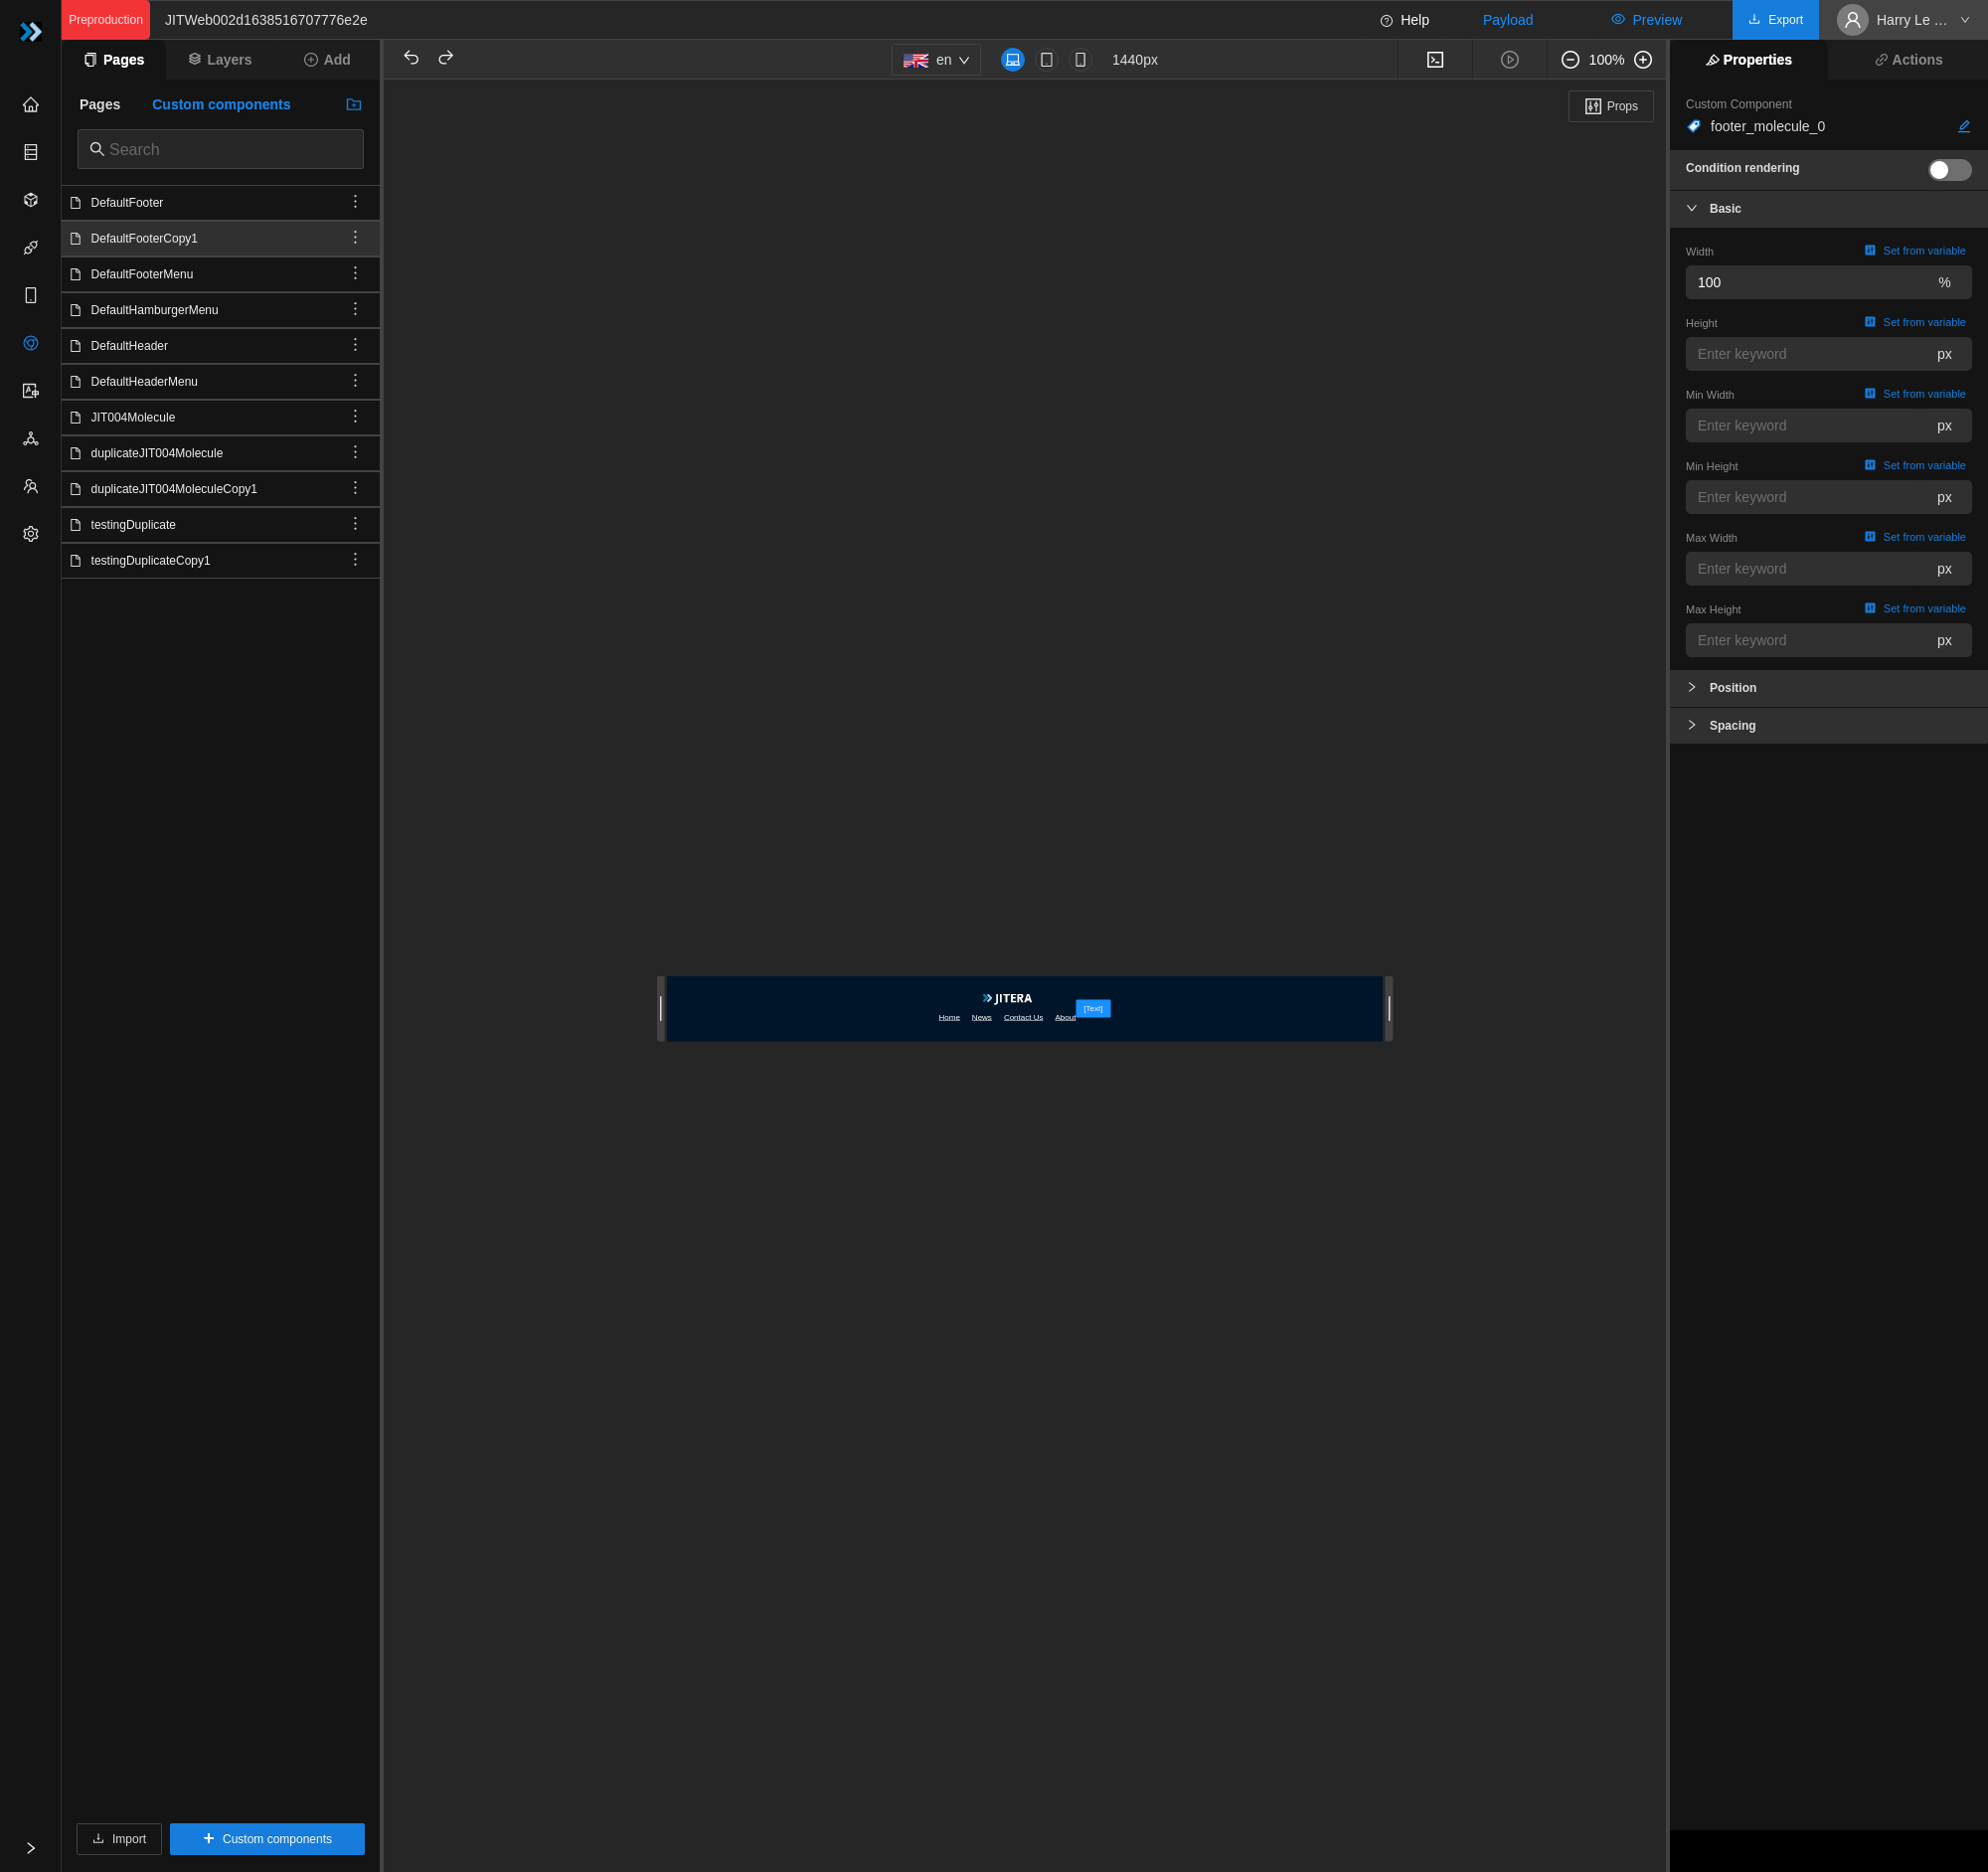 Preproduction
JITWeb002d1638516707776e2e
Help
Payload
Preview
Export
Harry Le ...
Pages
Layers
Add
en
1440px
100%
Properties
Actions
Pages
Custom components
Search
DefaultFooter
DefaultFooterCopy1
DefaultFooterMenu
DefaultHamburgerMenu
DefaultHeader
DefaultHeaderMenu
JIT004Molecule
duplicateJIT004Molecule
duplicateJIT004MoleculeCopy1
testingDuplicate
testingDuplicateCopy1
Import
Custom components
Props
JITERA
Home News Contact Us About
[Text]
Custom Component
footer_molecule_0
Condition rendering
Basic
Width Set from variable
100 %
Height Set from variable
Enter keyword px
Min Width Set from variable
Enter keyword px
Min Height Set from variable
Enter keyword px
Max Width Set from variable
Enter keyword px
Max Height Set from variable
Enter keyword px
Position
Spacing